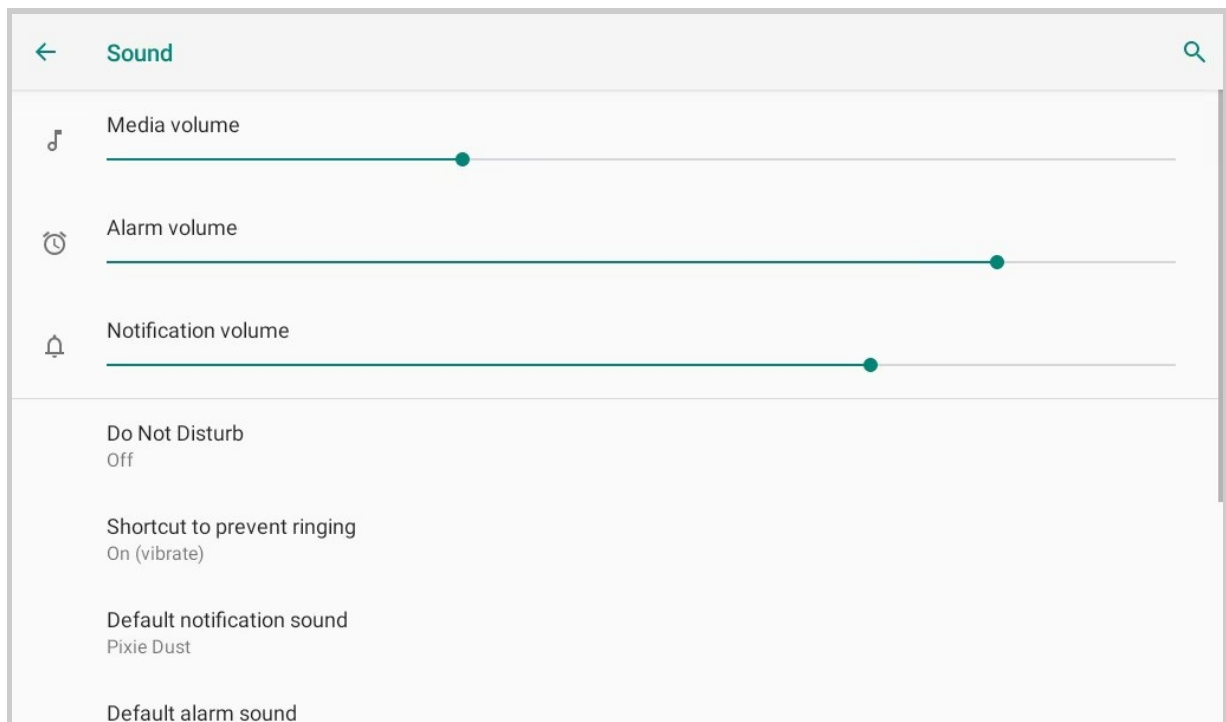 Sound
Media volume
Alarm volume
Notification volume
Do Not Disturb
Off
Shortcut to prevent ringing
On (vibrate)
Default notification sound
Pixie Dust
Default alarm sound